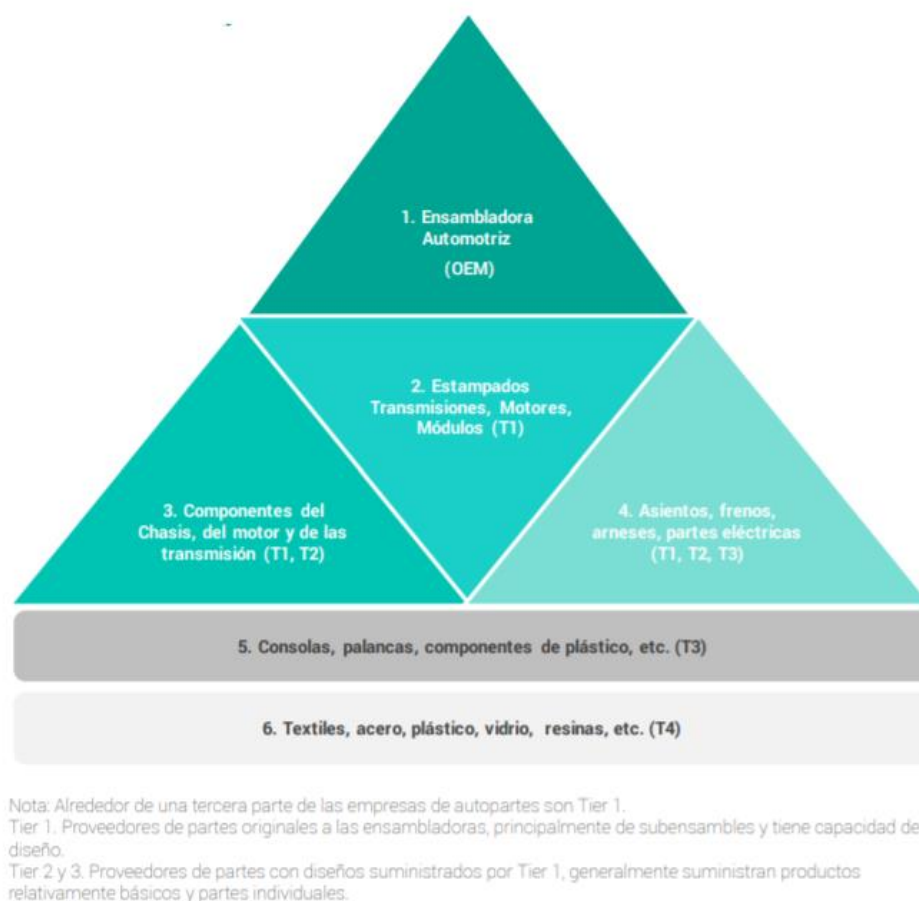 1. Ensambladora
Automotriz
(OEM)
2. Estampados
Transmisiones, Motores,
Módulos (T1)
3. Componentes del
Chasis, del motor y de las
transmisión (T1, T2)
4. Asientos, frenos,
arneses, partes eléctricas
(T1, T2, T3)
5. Consolas, palancas, componentes de plástico, etc. (T3)
6. Textiles, acero, plástico, vidrio, resinas, etc. (T4)
Nota: Alrededor de una tercera parte de las empresas de autopartes son Tier 1.
Tier 1. Proveedores de partes originales a las ensambladoras, principalmente de subensambles y tiene capacidad de
diseño.
Tier 2 y 3. Proveedores de partes con diseños suministrados por Tier 1, generalmente suministran productos
relativamente básicos y partes individuales.